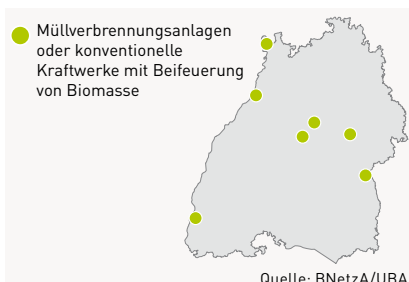 Müllverbrennungsanlagen
oder konventionelle
Kraftwerke mit Beifeuerung
von Biomasse
Quelle: BNetzA/UBA